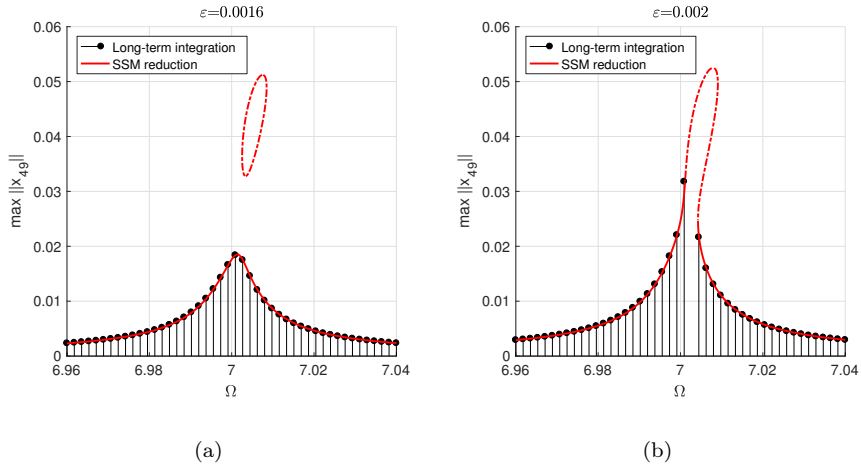 ε=0.0016
Long-term integration
SSM reduction
max ||x49||
0.06
0.05
0.04
0.03
0.02
0.01
0
6.96
6.98
7
7.02
7.04
Ω
(a)
ε=0.002
Long-term integration
SSM reduction
max ||x49||
0.06
0.05
0.04
0.03
0.02
0.01
0
6.96
6.98
7
7.02
7.04
Ω
(b)